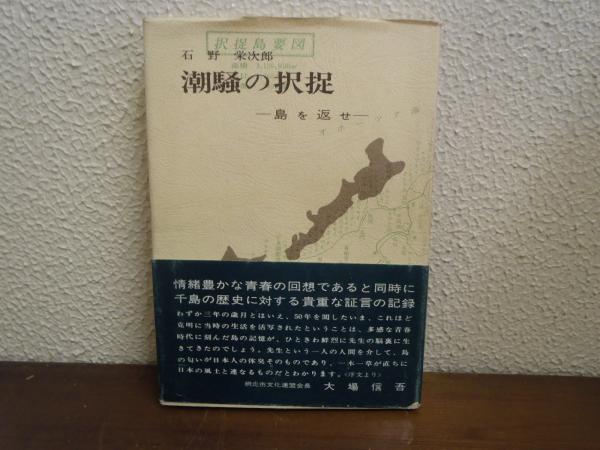 択捉島要図
石野 栄次郎
潮騒の択捉
―島を返せ―
オホーツク海
情緒豊かな青春の回想であると同時に
千島の歴史に対する貴重な証言の記録
わずか三年の歳月とはいえ、50年を閲したいま、これほど
克明に当時の生活を活写されたということは、多感な青春
時代に刻んだ島の記憶が、ひときわ鮮烈に先生の脳裏に生
きてきたのでしょう。先生という一人の人間を介して、島
の匂いが日本人の体臭そのものであり、一木一草が直ちに
日本の風土と連なるものだとわかります。〈序文より〉
網走市文化連盟会長 大場信吾